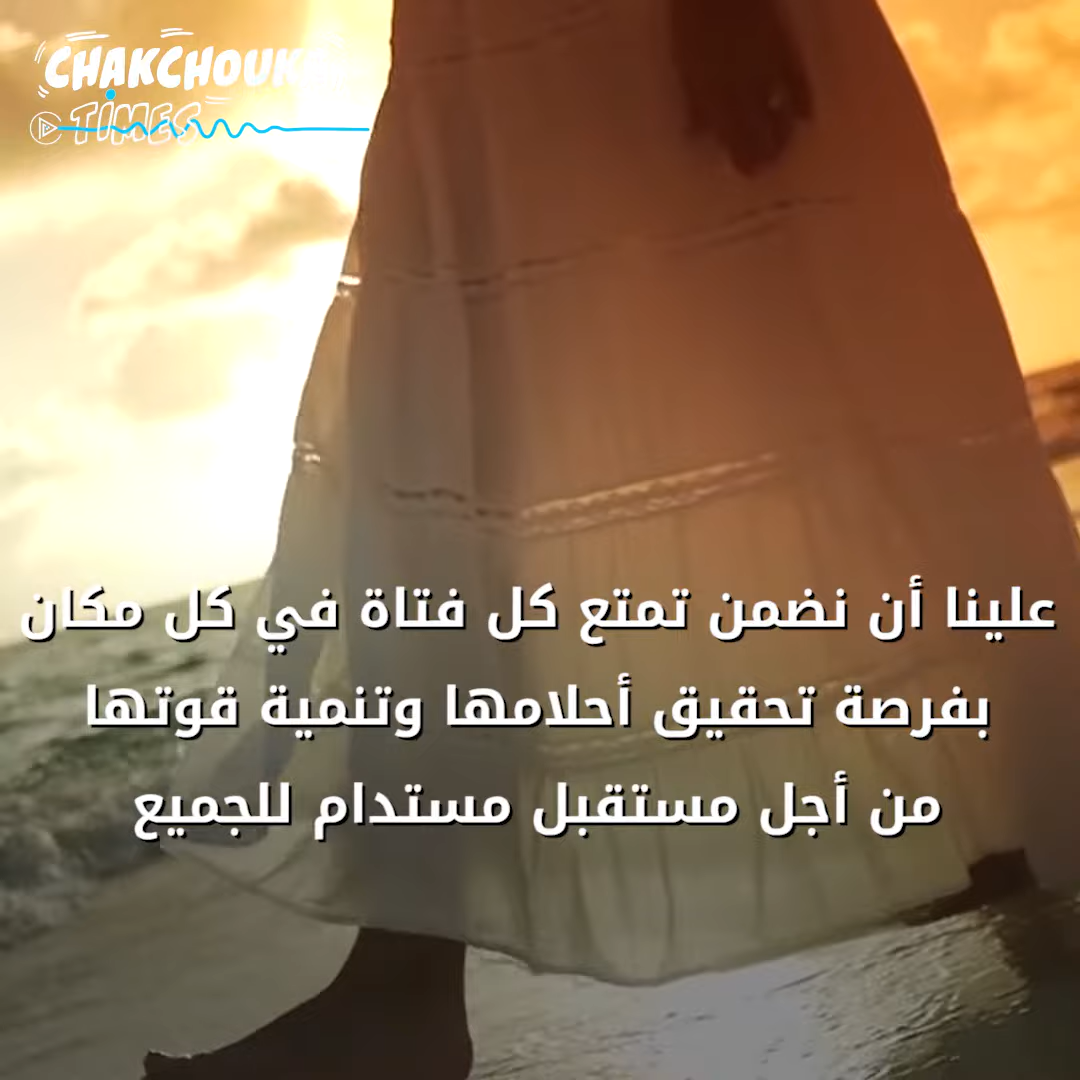 CHAKCHOUKA
TIMES
علينا أن نضمن تمتع كل فتاة في كل مكان
بفرصة تحقيق أحلامها وتنمية قوتها
من أجل مستقبل مستدام للجميع